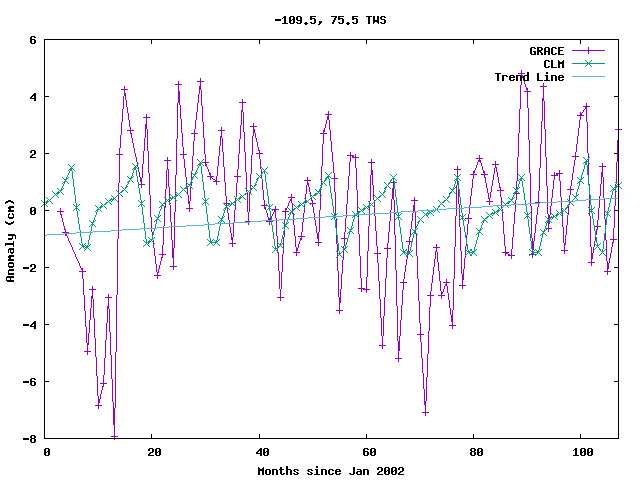 -109.5, 75.5 TWS
GRACE
CLM
Trend Line
6
4
2
0
-2
-4
-6
-8
Anomaly (cm)
0 20 40 60 80 100
Months since Jan 2002